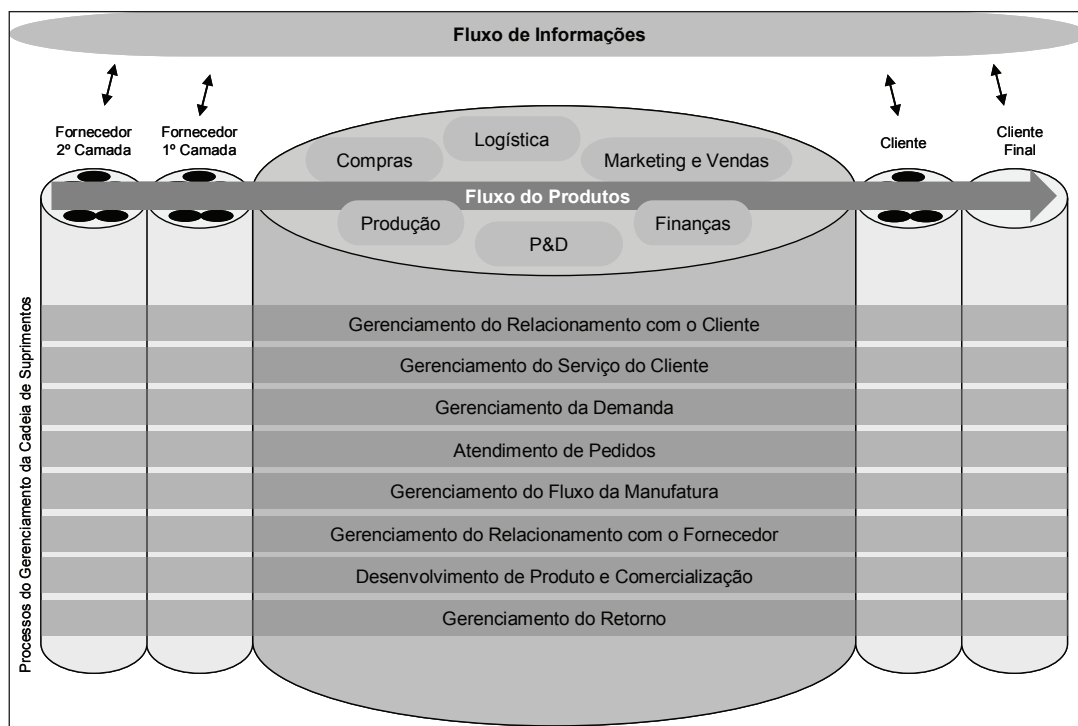 Fluxo de Informações
Fornecedor
2º Camada
Fornecedor
1º Camada
Cliente
Cliente
Final
Logística
Compras
Marketing e Vendas
Fluxo do Produtos
Produção
Finanças
P&D
Processos do Gerenciamento da Cadeia de Suprimentos
Gerenciamento do Relacionamento com o Cliente
Gerenciamento do Serviço do Cliente
Gerenciamento da Demanda
Atendimento de Pedidos
Gerenciamento do Fluxo da Manufatura
Gerenciamento do Relacionamento com o Fornecedor
Desenvolvimento de Produto e Comercialização
Gerenciamento do Retorno